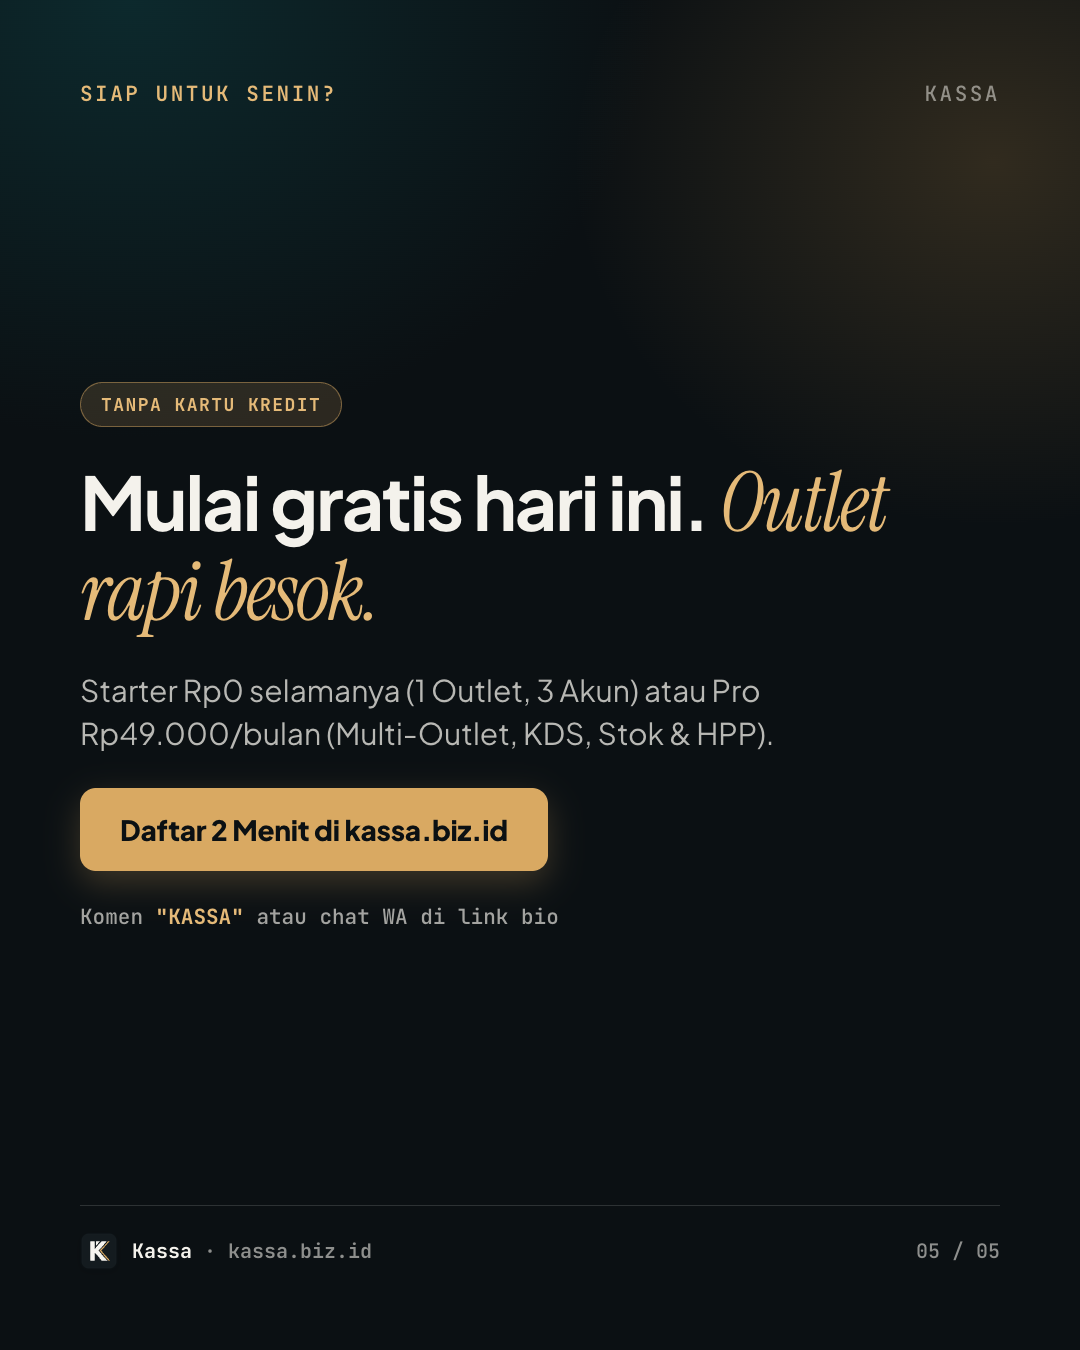 SIAP UNTUK SENIN?
KASSA
TANPA KARTU KREDIT
Mulai gratis hari ini. Outlet
rapi besok.
Starter Rp0 selamanya (1 Outlet, 3 Akun) atau Pro
Rp49.000/bulan (Multi-Outlet, KDS, Stok & HPP).
Daftar 2 Menit di kassa.biz.id
Komen "KASSA" atau chat WA di link bio
K Kassa · kassa.biz.id
05 / 05